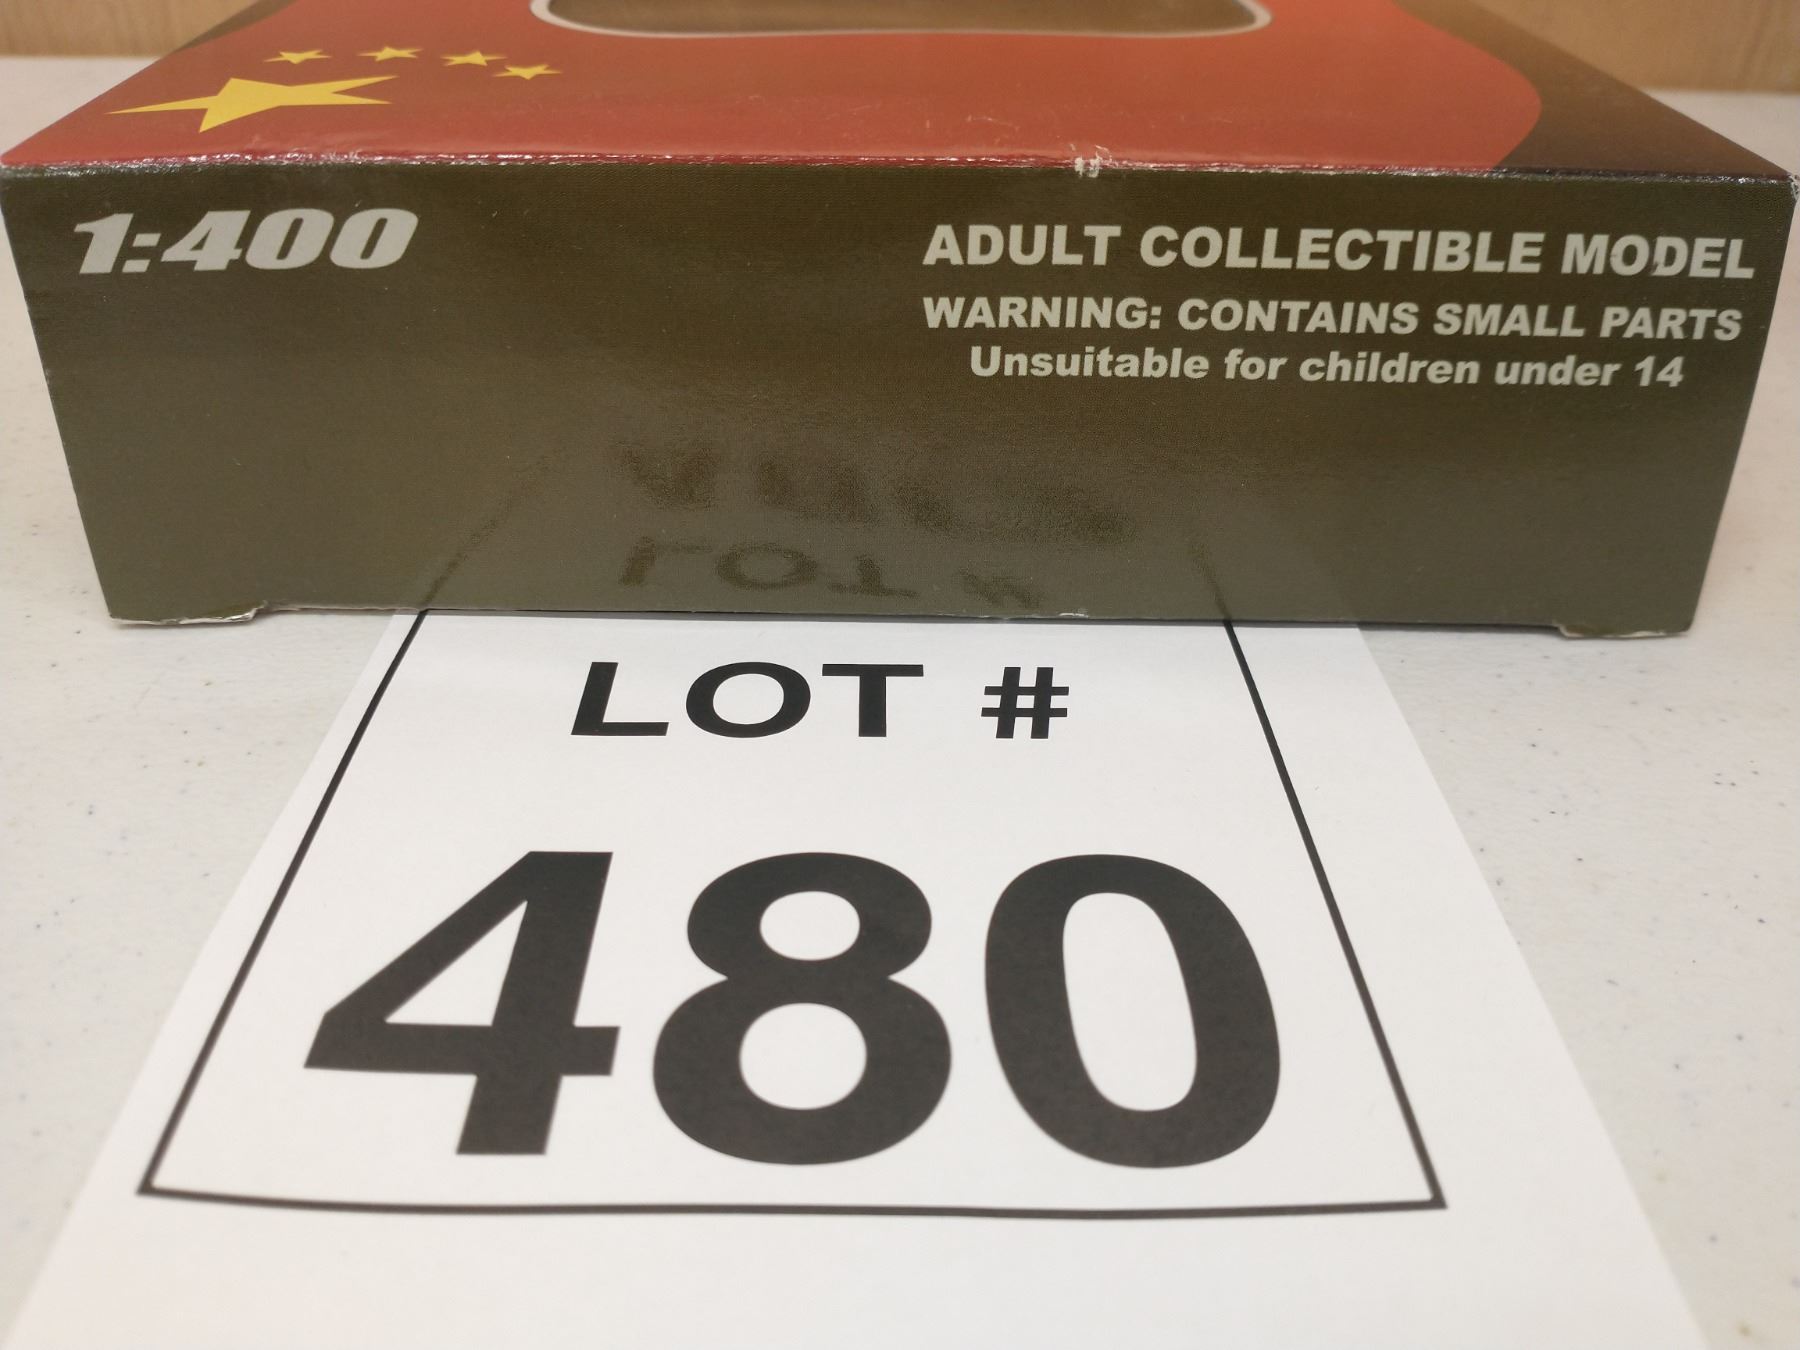 1:400
ADULT COLLECTIBLE MODEL
WARNING: CONTAINS SMALL PARTS
Unsuitable for children under 14
LOT #
480